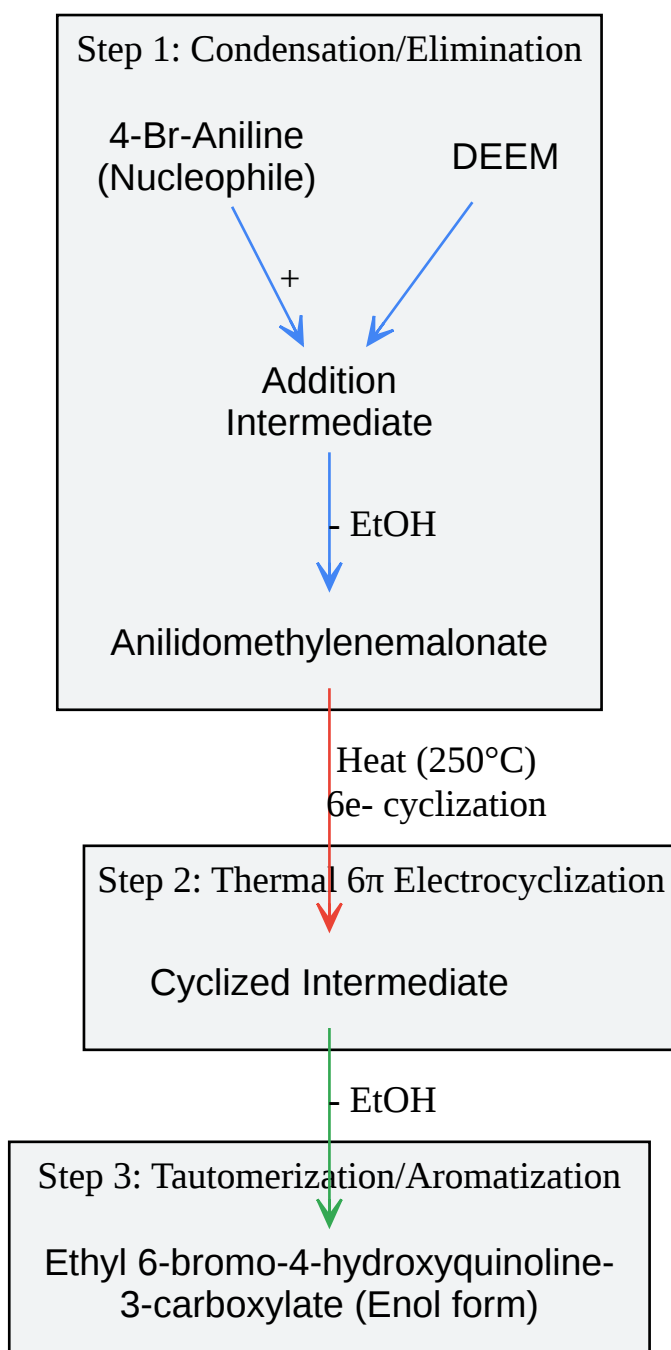 Step 1: Condensation/Elimination
4-Br-Aniline
(Nucleophile)
DEEM
+
Addition
Intermediate
- EtOH
Anilidomethylenemalonate
Heat (250°C)
6e- cyclization
Step 2: Thermal 6π Electrocyclization
Cyclized Intermediate
- EtOH
Step 3: Tautomerization/Aromatization
Ethyl 6-bromo-4-hydroxyquinoline-
3-carboxylate (Enol form)